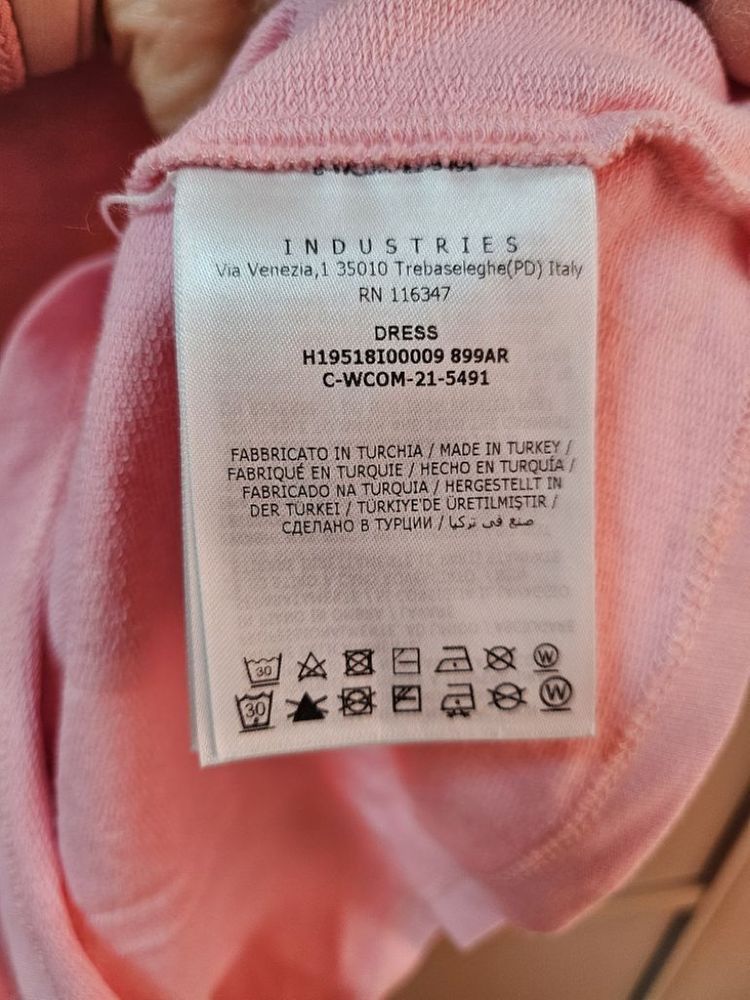 INDUSTRIES
Via Venezia,1 35010 Trebaseleghe(PD) Italy
RN 116347
DRESS
H19518I00009 899AR
C-WCOM-21-5491
FABBRICATO IN TURCHIA / MADE IN TURKEY /
FABRIQUÉ EN TURQUIE / HECHO EN TURQUÍA /
FABRICADO NA TURQUIA / HERGESTELLT IN
DER TÜRKEI / TÜRKIYE'DE ÜRETILMIŞTIR /
СДЕЛАНО В ТУРЦИИ / صنع في تركيا
30 W
30 W